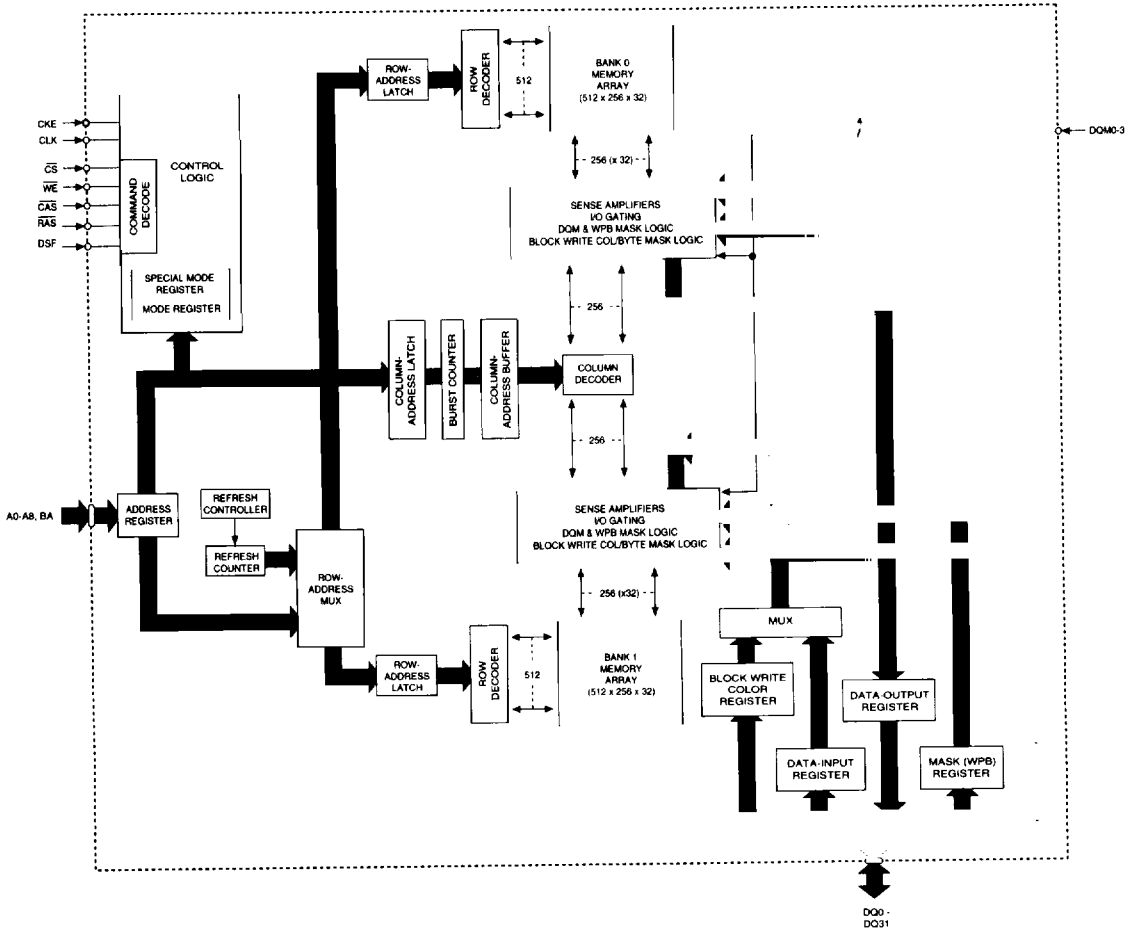 ROW-
ADDRESS
LATCH
ROW
DECODER
512
BANK 0
MEMORY
ARRAY
(512 x 256 x 32)
CKE
CLK
CS
WE
CAS
RAS
DSF
COMMAND
DECODE
CONTROL
LOGIC
SPECIAL MODE
REGISTER
MODE REGISTER
DQM0-3
256 (x 32)
SENSE AMPLIFIERS
I/O GATING
DQM & WPB MASK LOGIC
BLOCK WRITE COL/BYTE MASK LOGIC
256
COLUMN-
ADDRESS LATCH
BURST COUNTER
COLUMN-
ADDRESS BUFFER
COLUMN
DECODER
256
A0-A8, BA
ADDRESS
REGISTER
REFRESH
CONTROLLER
REFRESH
COUNTER
ROW-
ADDRESS
MUX
SENSE AMPLIFIERS
I/O GATING
DQM & WPB MASK LOGIC
BLOCK WRITE COL/BYTE MASK LOGIC
256 (x32)
ROW-
ADDRESS
LATCH
ROW
DECODER
512
BANK 1
MEMORY
ARRAY
(512 x 256 x 32)
MUX
BLOCK WRITE
COLOR
REGISTER
DATA-OUTPUT
REGISTER
DATA-INPUT
REGISTER
MASK (WPB)
REGISTER
DQ0 -
DQ31